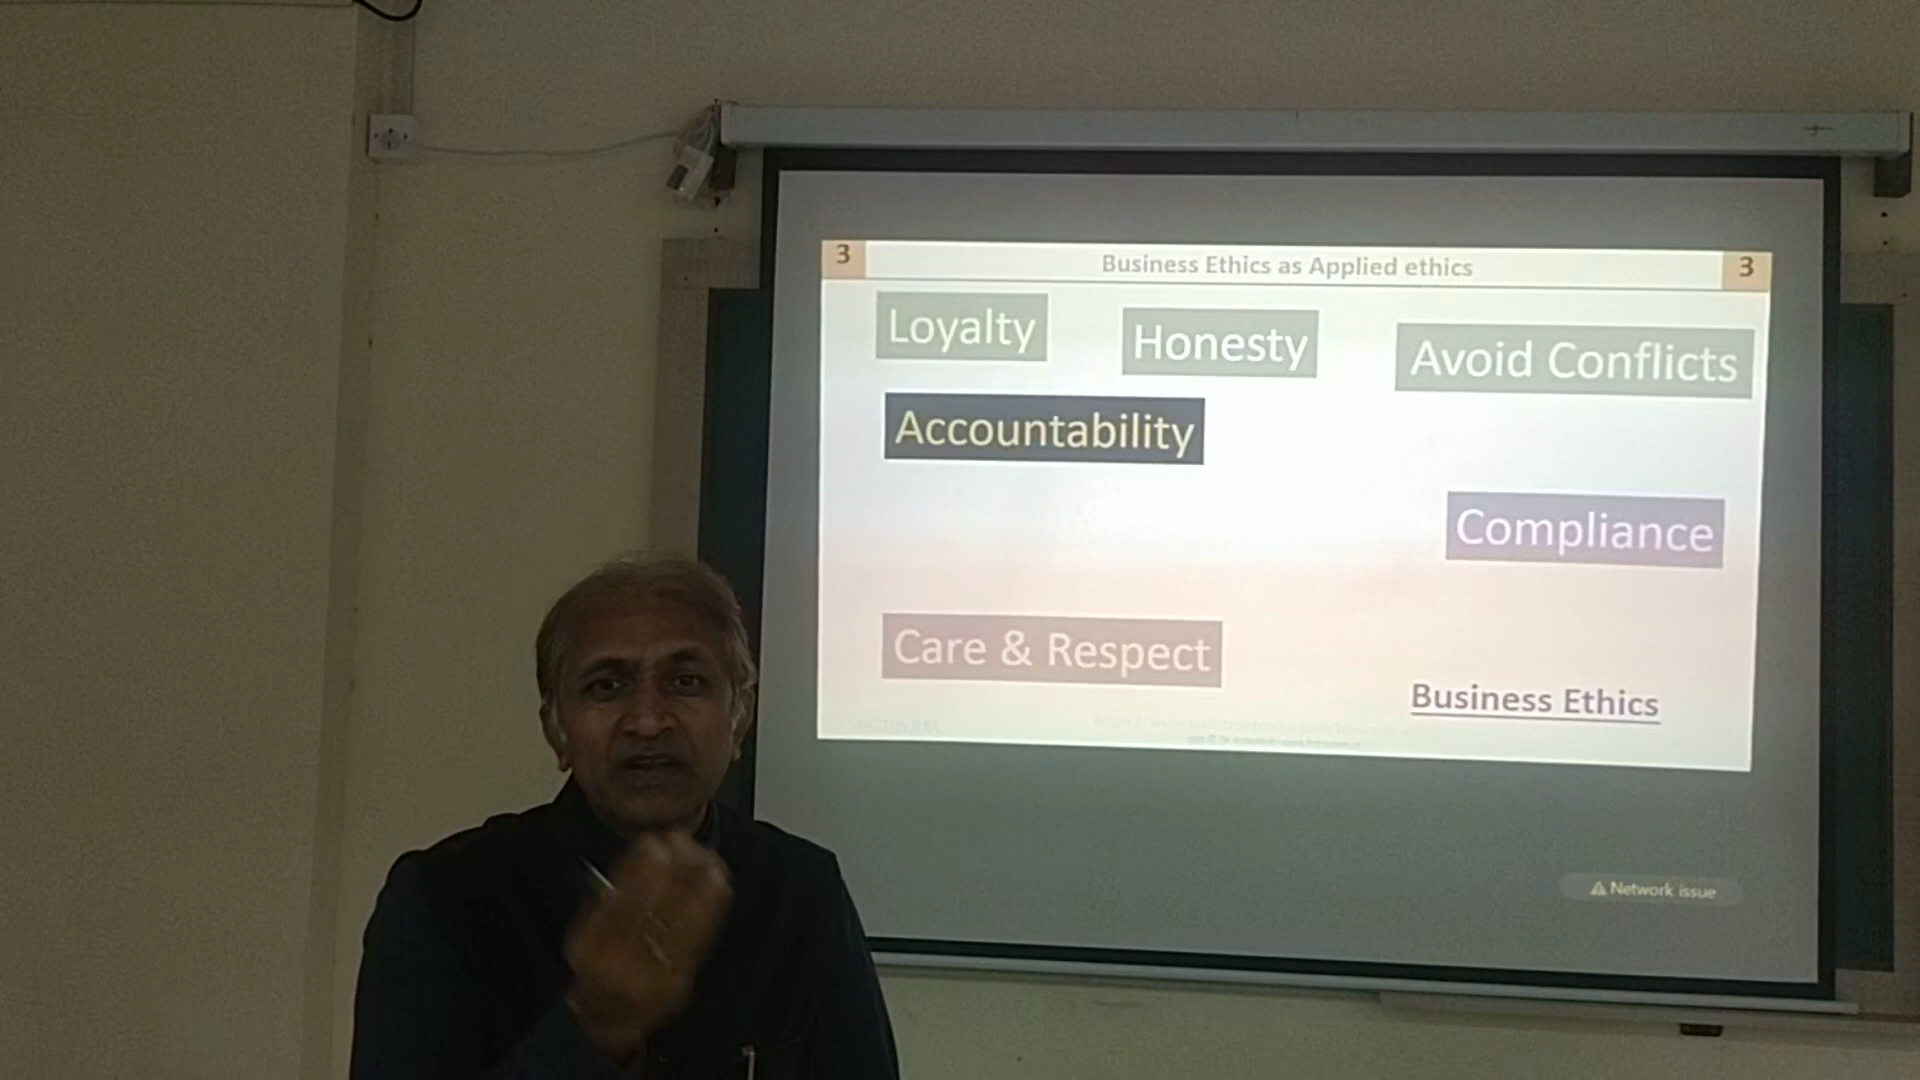 3 Business Ethics as Applied ethics 3
Loyalty Honesty Avoid Conflicts
Accountability
Compliance
Care & Respect
Business Ethics
Network issue